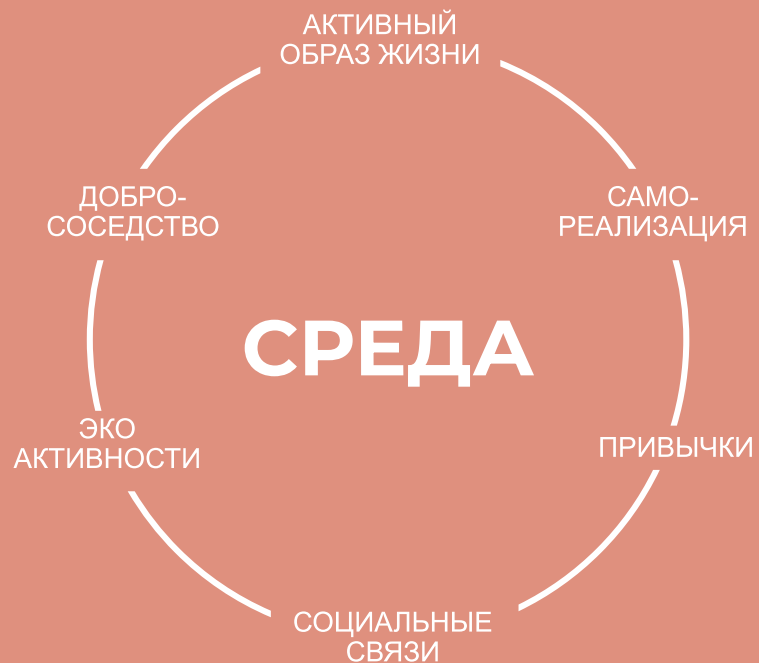 АКТИВНЫЙ
ОБРАЗ ЖИЗНИ
ДОБРО-
СОСЕДСТВО
САМО-
РЕАЛИЗАЦИЯ
СРЕДА
ЭКО
АКТИВНОСТИ
ПРИВЫЧКИ
СОЦИАЛЬНЫЕ
СВЯЗИ